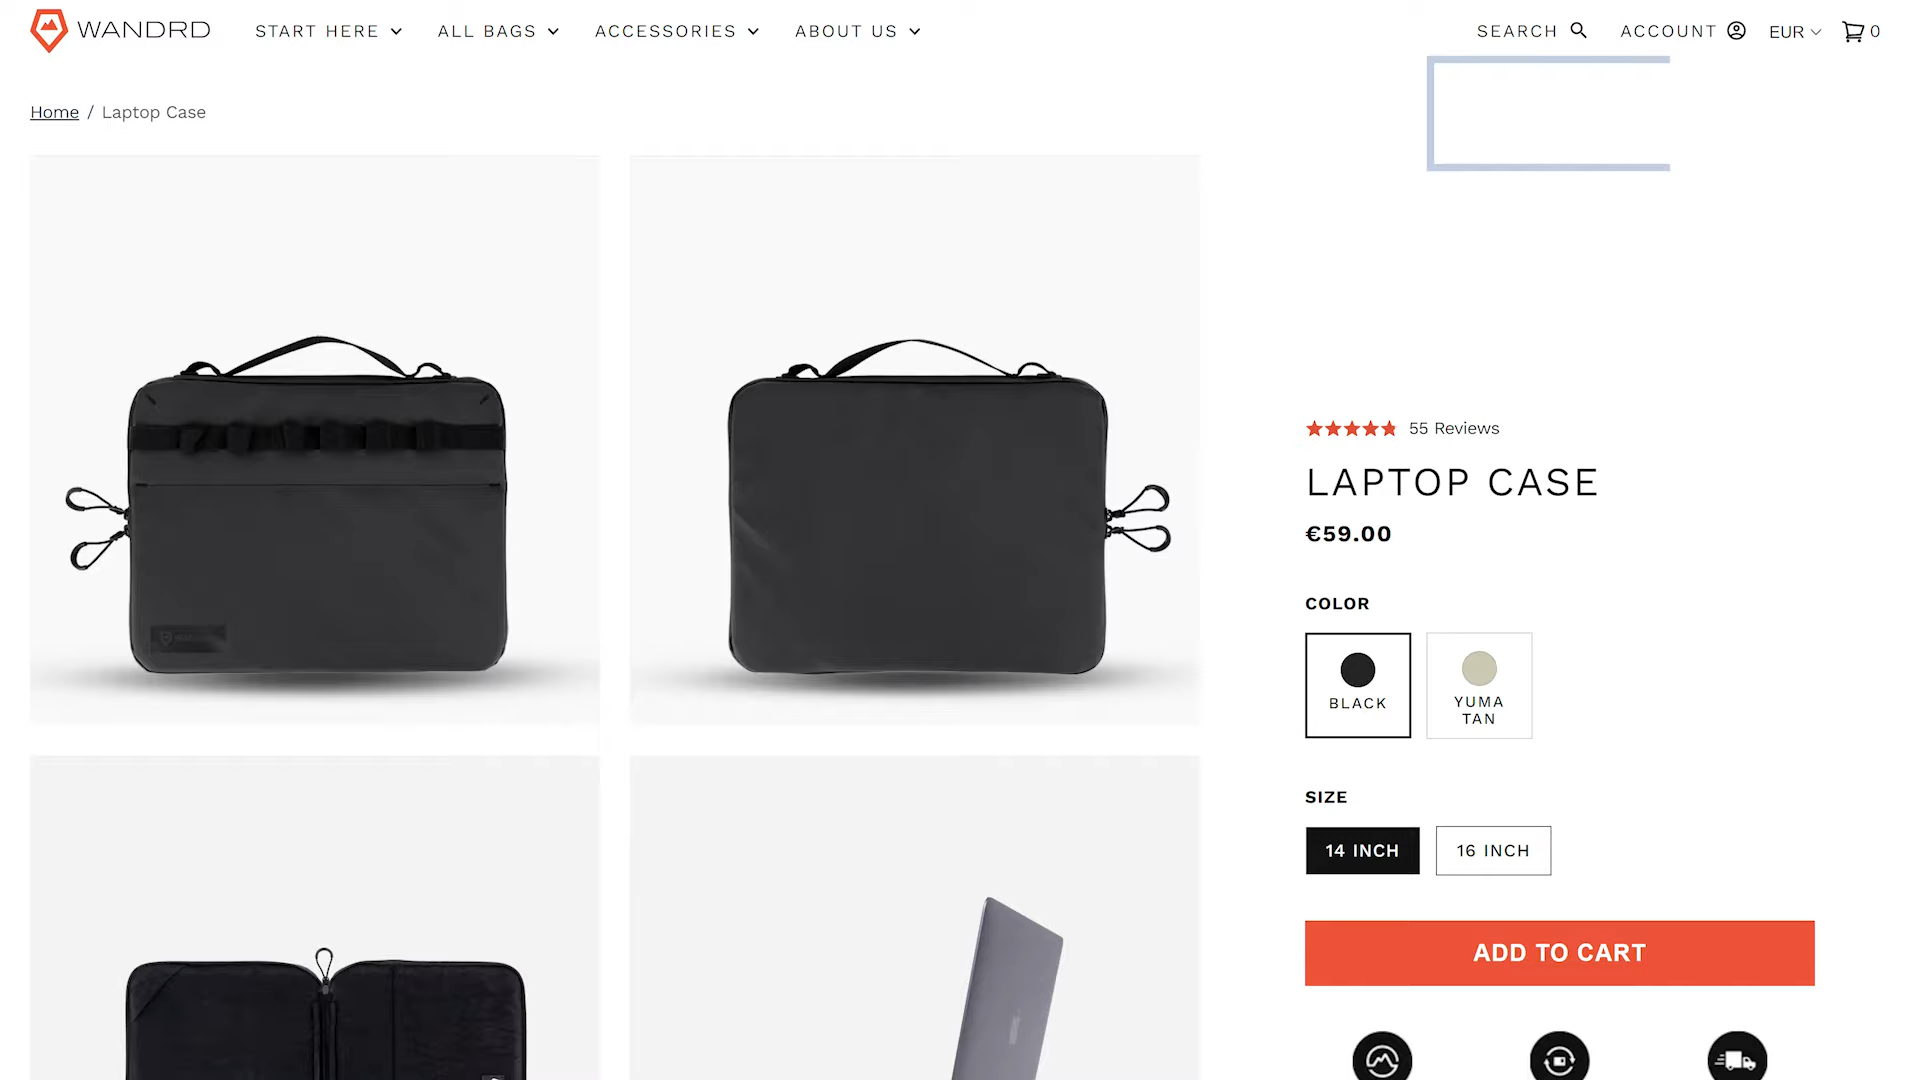 WANDRD
START HERE
ALL BAGS
ACCESSORIES
ABOUT US
SEARCH
ACCOUNT
EUR
0
Home / Laptop Case
55 Reviews
LAPTOP CASE
€59.00
COLOR
BLACK
YUMA
TAN
SIZE
14 INCH
16 INCH
ADD TO CART